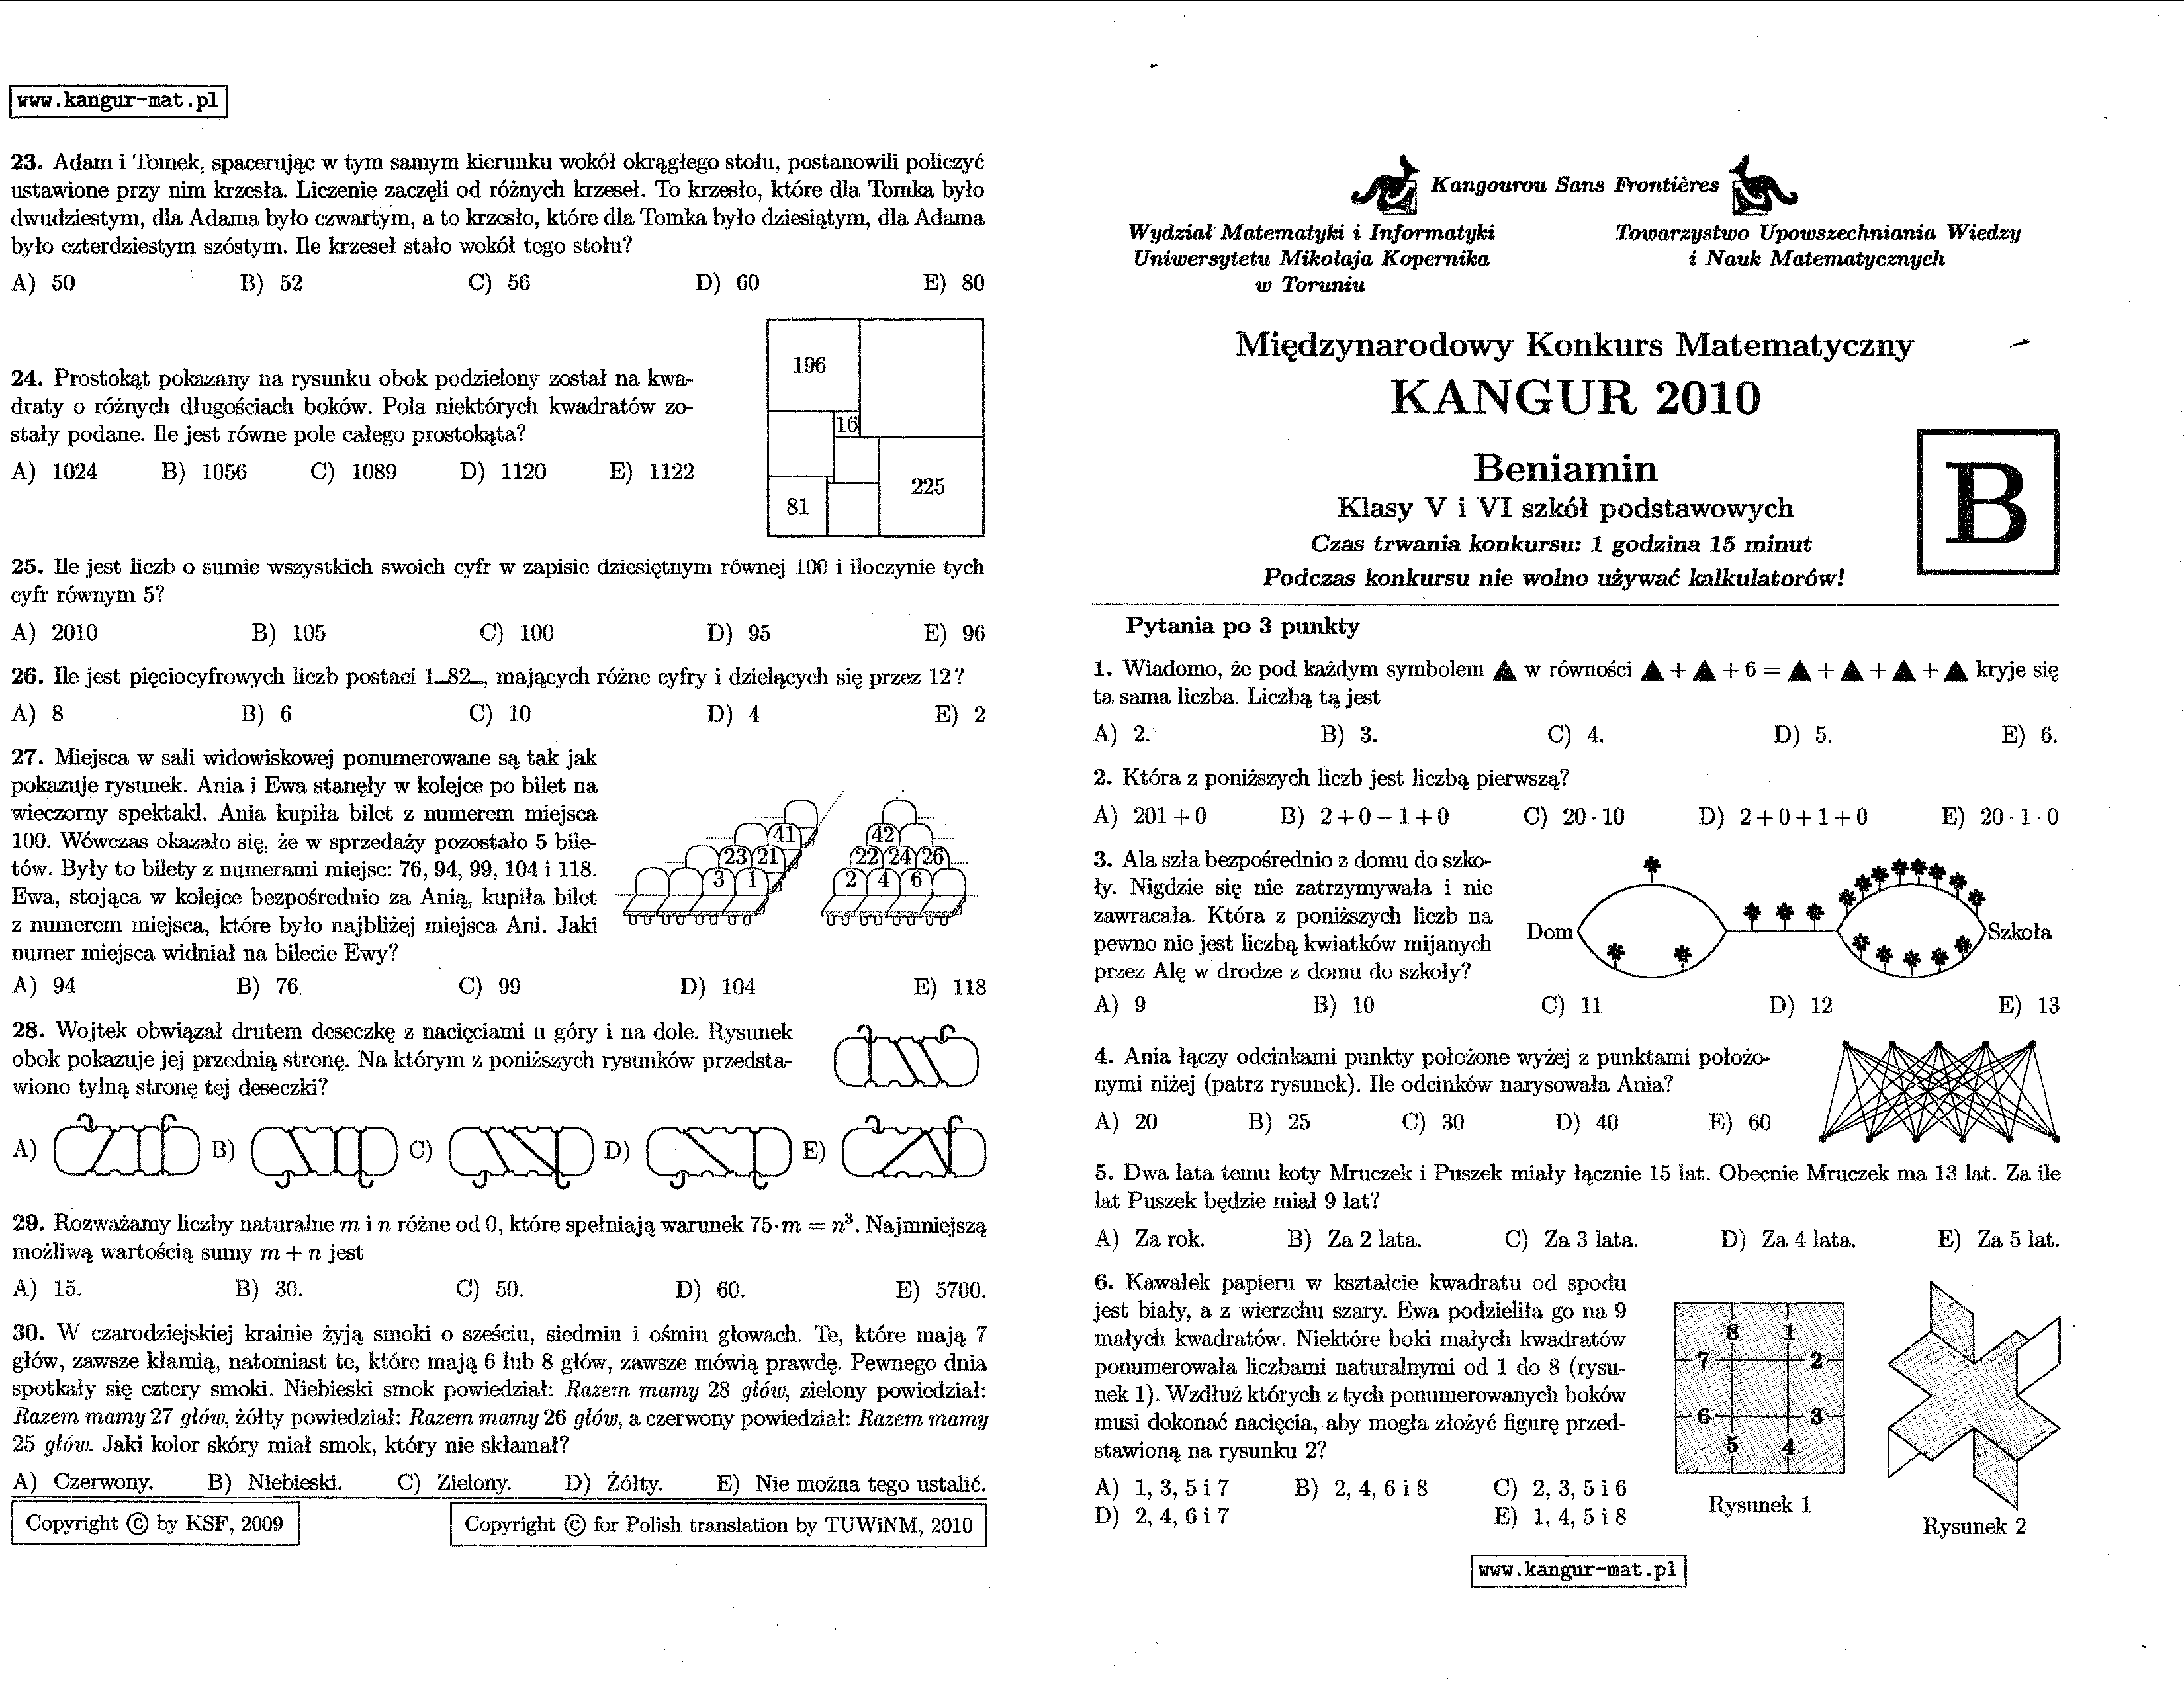 www.kangur-mat.pl
23. Adam i Tomek, spacerując w tym samym kierunku wokół okrągłego stołu, postanowili policzyć
ustawione przy nim krzesła. Liczenie zaczęli od różnych krzeseł. To krzesło, które dla Tomka było
dwudziestym, dla Adama było czwartym, a to krzesło, które dla Tomka było dziesiątym, dla Adama
było czterdziestym szóstym. Ile krzeseł stało wokół tego stołu?
A) 50 B) 52 C) 56 D) 60 E) 80
24. Prostokąt pokazany na rysunku obok podzielony został na kwa-
draty o różnych długościach boków. Pola niektórych kwadratów zo-
stały podane. Ile jest równe pole całego prostokąta?
A) 1024 B) 1056 C) 1089 D) 1120 E) 1122
196
16
225
81
25. Ile jest liczb o sumie wszystkich swoich cyfr w zapisie dziesiętnym równej 100 i iloczynie tych
cyfr równym 5?
A) 2010 B) 105 C) 100 D) 95 E) 96
26. Ile jest pięciocyfrowych liczb postaci 1_82_, mających różne cyfry i dzielących się przez 12?
A) 8 B) 6 C) 10 D) 4 E) 2
27. Miejsca w sali widowiskowej ponumerowane są tak jak
pokazuje rysunek. Ania i Ewa stanęły w kolejce po bilet na
wieczorny spektakl. Ania kupiła bilet z numerem miejsca
100. Wówczas okazało się, że w sprzedaży pozostało 5 bile-
tów. Były to bilety z numerami miejsc: 76, 94, 99, 104 i 118.
Ewa, stojąca w kolejce bezpośrednio za Anią, kupiła bilet
z numerem miejsca, które było najbliżej miejsca Ani. Jaki
numer miejsca widniał na bilecie Ewy?
41 42
23 21 22 24 26
3 1 2 4 6
A) 94 B) 76 C) 99 D) 104 E) 118
28. Wojtek obwiązał drutem deseczkę z nacięciami u góry i na dole. Rysunek
obok pokazuje jej przednią stronę. Na którym z poniższych rysunków przedsta-
wiono tylną stronę tej deseczki?
A) B) C) D) E)
29. Rozważamy liczby naturalne m i n różne od 0, które spełniają warunek 75·m = n³. Najmniejszą
możliwą wartością sumy m + n jest
A) 15. B) 30. C) 50. D) 60. E) 5700.
30. W czarodziejskiej krainie żyją smoki o sześciu, siedmiu i ośmiu głowach. Te, które mają 7
głów, zawsze kłamią, natomiast te, które mają 6 lub 8 głów, zawsze mówią prawdę. Pewnego dnia
spotkały się cztery smoki. Niebieski smok powiedział: Razem mamy 28 głów, zielony powiedział:
Razem mamy 27 głów, żółty powiedział: Razem mamy 26 głów, a czerwony powiedział: Razem mamy
25 głów. Jaki kolor skóry miał smok, który nie skłamał?
A) Czerwony. B) Niebieski. C) Zielony. D) Żółty. E) Nie można tego ustalić.
Copyright © by KSF, 2009
Copyright © for Polish translation by TUWiNM, 2010
Kangourou Sans Frontières
Wydział Matematyki i Informatyki
Uniwersytetu Mikołaja Kopernika
w Toruniu
Towarzystwo Upowszechniania Wiedzy
i Nauk Matematycznych
Międzynarodowy Konkurs Matematyczny
KANGUR 2010
Beniamin
Klasy V i VI szkół podstawowych
Czas trwania konkursu: 1 godzina 15 minut
Podczas konkursu nie wolno używać kalkulatorów!
B
Pytania po 3 punkty
1. Wiadomo, że pod każdym symbolem ▲ w równości ▲ + ▲ + 6 = ▲ + ▲ + ▲ + ▲ kryje się
ta sama liczba. Liczbą tą jest
A) 2. B) 3. C) 4. D) 5. E) 6.
2. Która z poniższych liczb jest liczbą pierwszą?
A) 201 + 0 B) 2 + 0 − 1 + 0 C) 20 · 10 D) 2 + 0 + 1 + 0 E) 20 · 1 · 0
3. Ala szła bezpośrednio z domu do szko-
ły. Nigdzie się nie zatrzymywała i nie
zawracała. Która z poniższych liczb na
pewno nie jest liczbą kwiatków mijanych
przez Alę w drodze z domu do szkoły?
Dom
Szkoła
A) 9 B) 10 C) 11 D) 12 E) 13
4. Ania łączy odcinkami punkty położone wyżej z punktami położo-
nymi niżej (patrz rysunek). Ile odcinków narysowała Ania?
A) 20 B) 25 C) 30 D) 40 E) 60
5. Dwa lata temu koty Mruczek i Puszek miały łącznie 15 lat. Obecnie Mruczek ma 13 lat. Za ile
lat Puszek będzie miał 9 lat?
A) Za rok. B) Za 2 lata. C) Za 3 lata. D) Za 4 lata. E) Za 5 lat.
6. Kawałek papieru w kształcie kwadratu od spodu
jest biały, a z wierzchu szary. Ewa podzieliła go na 9
małych kwadratów. Niektóre boki małych kwadratów
ponumerowała liczbami naturalnymi od 1 do 8 (rysu-
nek 1). Wzdłuż których z tych ponumerowanych boków
musi dokonać nacięcia, aby mogła złożyć figurę przed-
stawioną na rysunku 2?
A) 1, 3, 5 i 7 B) 2, 4, 6 i 8 C) 2, 3, 5 i 6
D) 2, 4, 6 i 7 E) 1, 4, 5 i 8
8 1
7 2
6 3
5 4
Rysunek 1
Rysunek 2
www.kangur-mat.pl